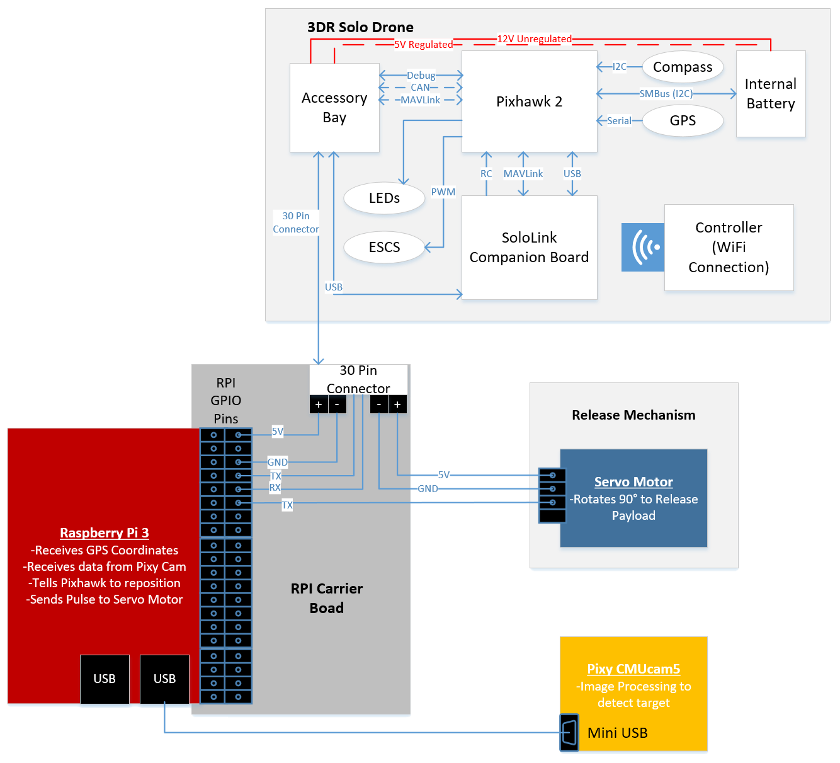 3DR Solo Drone
12V Unregulated
5V Regulated
Accessory
Bay
Debug
CAN
MAVLink
Pixhawk 2
I2C
Compass
SMBus (I2C)
Internal
Battery
Serial
GPS
LEDs
PWM
ESCS
RC
MAVLink
USB
SoloLink
Companion Board
Controller
(WiFi
Connection)
30 Pin
Connector
USB
RPI
GPIO
Pins
30 Pin
Connector
+
-
-
+
5V
GND
TX
RX
TX
5V
GND
RPI Carrier
Boad
Release Mechanism
Servo Motor
-Rotates 90° to Release
Payload
Raspberry Pi 3
-Receives GPS Coordinates
-Receives data from Pixy Cam
-Tells Pixhawk to reposition
-Sends Pulse to Servo Motor
USB
USB
Pixy CMUcam5
-Image Processing to
detect target
Mini USB